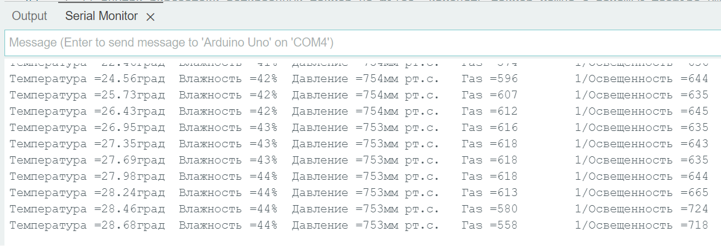 Output Serial Monitor
Message (Enter to send message to 'Arduino Uno' on 'COM4')
Температура =24.56град Влажность =42% Давление =754мм рт.с. Газ =596 1/Освещенность =644
Температура =25.73град Влажность =42% Давление =754мм рт.с. Газ =607 1/Освещенность =635
Температура =26.43град Влажность =42% Давление =754мм рт.с. Газ =612 1/Освещенность =645
Температура =26.95град Влажность =43% Давление =753мм рт.с. Газ =616 1/Освещенность =635
Температура =27.35град Влажность =43% Давление =753мм рт.с. Газ =618 1/Освещенность =643
Температура =27.69град Влажность =43% Давление =753мм рт.с. Газ =618 1/Освещенность =635
Температура =27.98град Влажность =44% Давление =753мм рт.с. Газ =618 1/Освещенность =644
Температура =28.24град Влажность =44% Давление =753мм рт.с. Газ =613 1/Освещенность =665
Температура =28.46град Влажность =44% Давление =753мм рт.с. Газ =580 1/Освещенность =724
Температура =28.68град Влажность =44% Давление =753мм рт.с. Газ =558 1/Освещенность =718